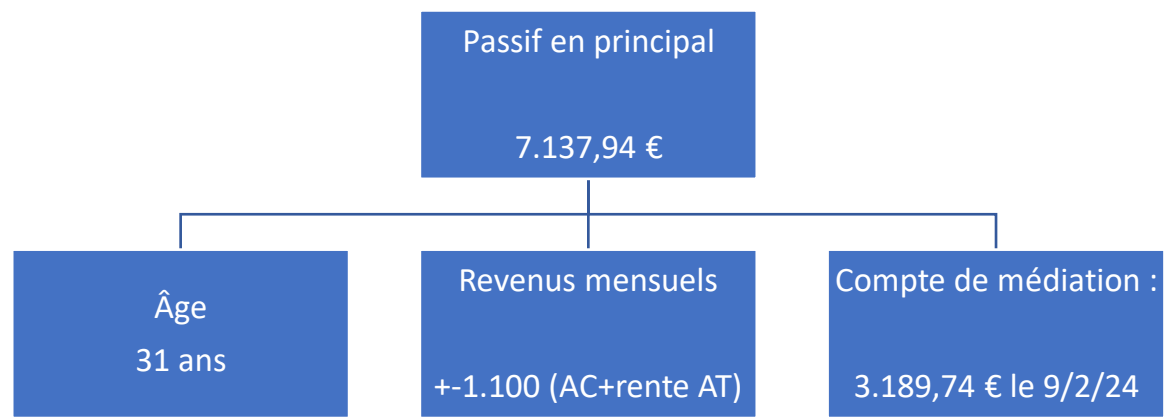 Passif en principal
7.137,94 €
Âge
31 ans
Revenus mensuels
+-1.100 (AC+rente AT)
Compte de médiation :
3.189,74 € le 9/2/24